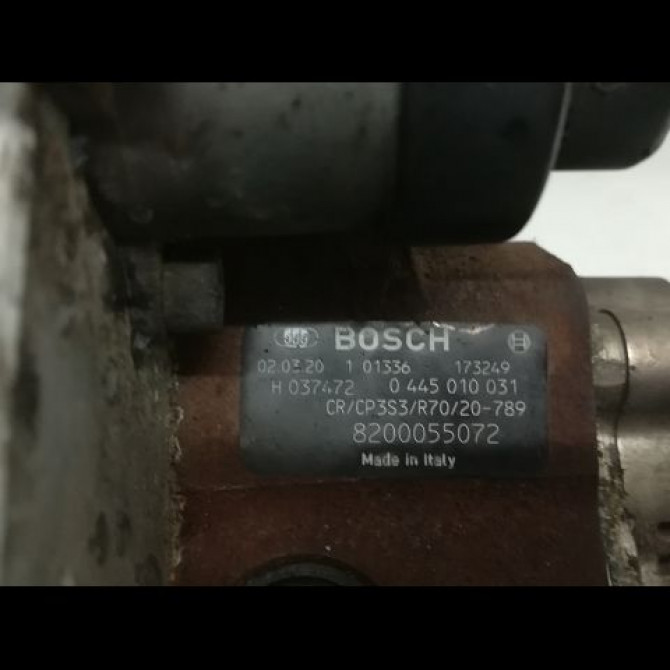 BOSCH
02.03.20 1 01336 173249
H 037472 0 445 010 031
CR/CP3S3/R70/20-789
8200055072
Made in Italy